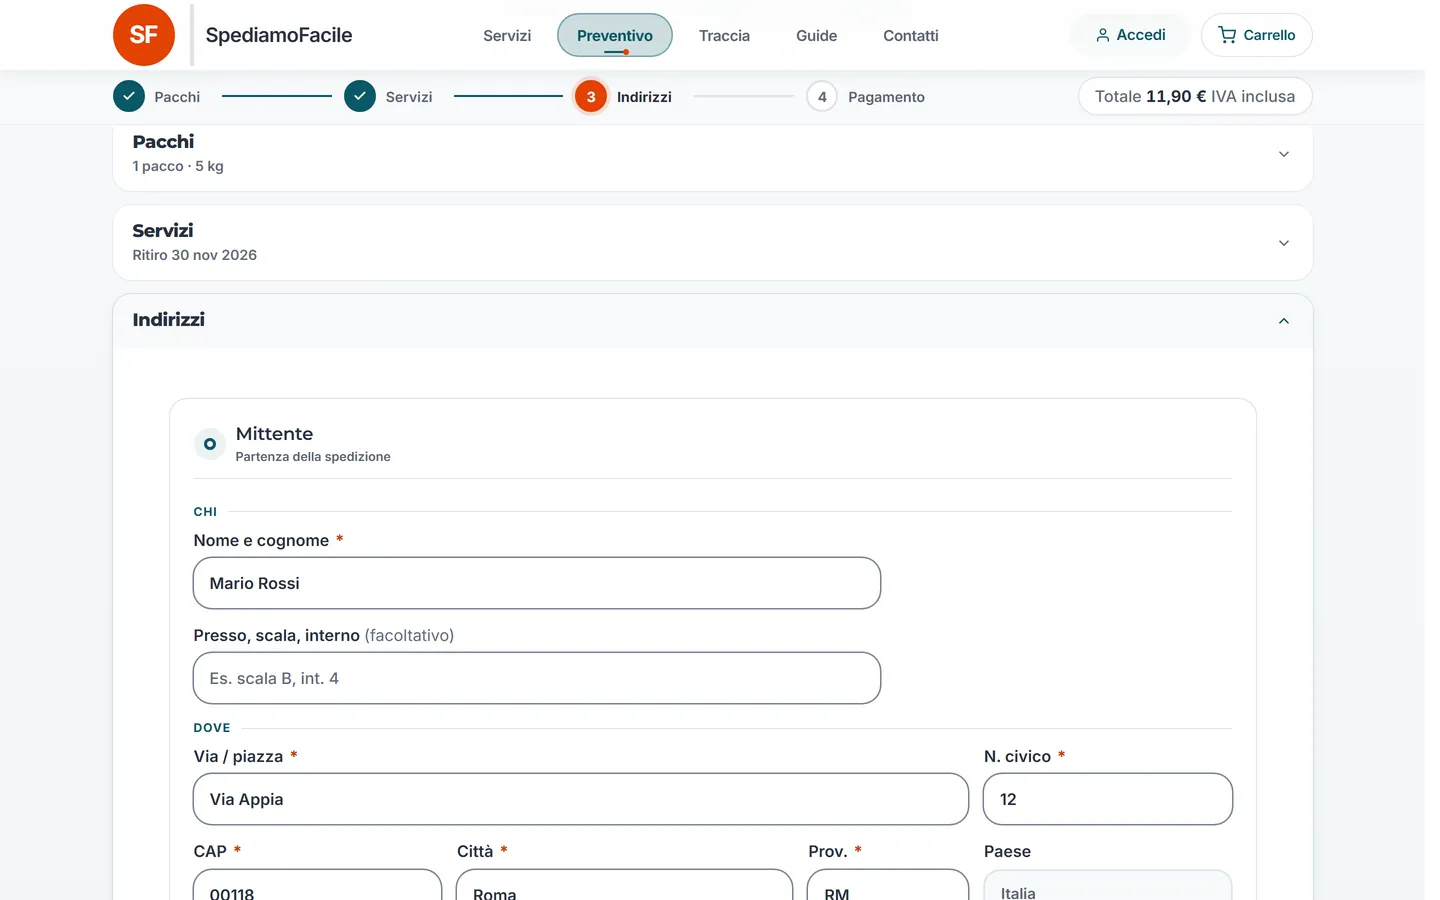 SF
SpediamoFacile
Servizi
Preventivo
Traccia
Guide
Contatti
Accedi
Carrello
Pacchi
Servizi
3 Indirizzi
4 Pagamento
Totale 11,90 € IVA inclusa
Pacchi
1 pacco · 5 kg
Servizi
Ritiro 30 nov 2026
Indirizzi
Mittente
Partenza della spedizione
CHI
Nome e cognome *
Mario Rossi
Presso, scala, interno (facoltativo)
Es. scala B, int. 4
DOVE
Via / piazza * N. civico *
Via Appia 12
CAP * Città * Prov. * Paese
00118 Roma RM Italia